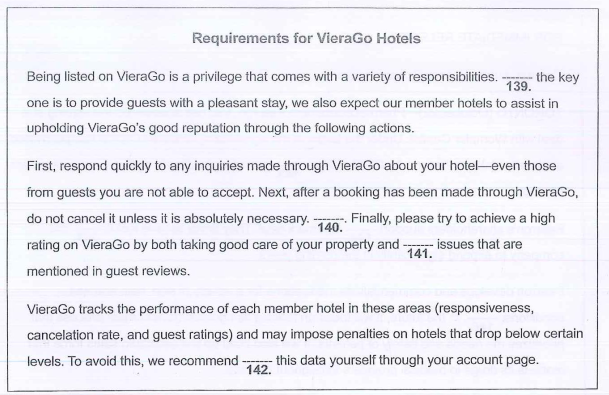 Requirements for VieraGo Hotels
Being listed on VieraGo is a privilege that comes with a variety of responsibilities. ------- the key
139.
one is to provide guests with a pleasant stay, we also expect our member hotels to assist in
upholding VieraGo's good reputation through the following actions.
First, respond quickly to any inquiries made through VieraGo about your hotel—even those
from guests you are not able to accept. Next, after a booking has been made through VieraGo,
do not cancel it unless it is absolutely necessary. -------. Finally, please try to achieve a high
140.
rating on VieraGo by both taking good care of your property and ------- issues that are
141.
mentioned in guest reviews.
VieraGo tracks the performance of each member hotel in these areas (responsiveness,
cancelation rate, and guest ratings) and may impose penalties on hotels that drop below certain
levels. To avoid this, we recommend ------- this data yourself through your account page.
142.